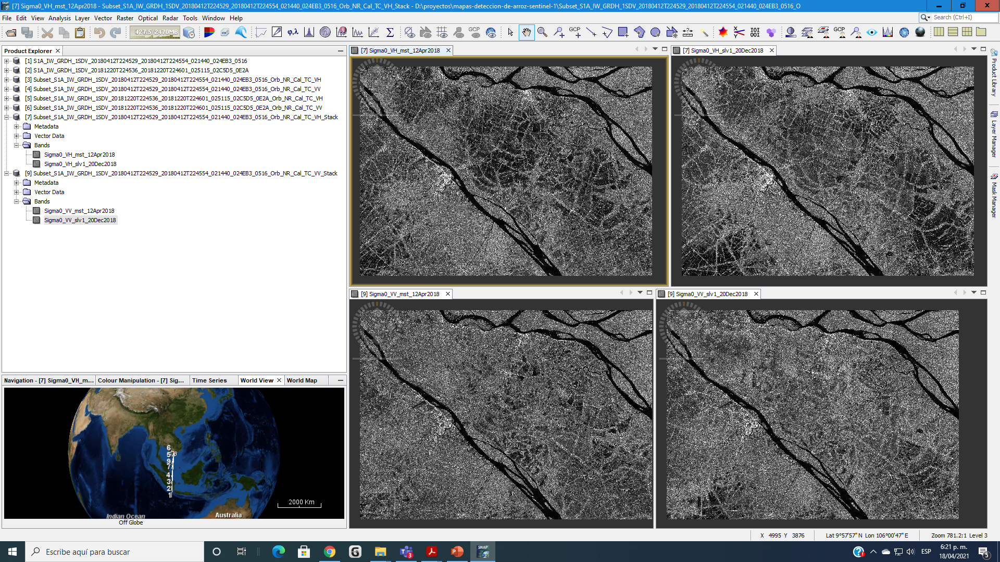 [7] Sigma0_VH_mst_12Apr2018 - Subset_S1A_IW_GRDH_1SDV_20180412T224529_20180412T224554_021440_024EB3_0516_Orb_NR_Cal_TC_VH_Stack - D:\proyectos\mapas-deteccion-de-arroz-sentinel-1\Subset_S1A_IW_GRDH_1SDV_20180412T224529_20180412T224554_021440_024EB3_0516_O
File Edit View Analysis Layer Vector Raster Optical Radar Tools Window Help
Search (Ctrl+I)
427.5/2470MB
φ,λ
GCP
GCP
GCP
Product Explorer
[1] S1A_IW_GRDH_1SDV_20180412T224529_20180412T224554_021440_024EB3_0516
[2] S1A_IW_GRDH_1SDV_20181220T224536_20181220T224601_025115_02C5D5_0E2A
[3] Subset_S1A_IW_GRDH_1SDV_20180412T224529_20180412T224554_021440_024EB3_0516_Orb_NR_Cal_TC_VH
[4] Subset_S1A_IW_GRDH_1SDV_20180412T224529_20180412T224554_021440_024EB3_0516_Orb_NR_Cal_TC_VV
[5] Subset_S1A_IW_GRDH_1SDV_20181220T224536_20181220T224601_025115_02C5D5_0E2A_Orb_NR_Cal_TC_VH
[6] Subset_S1A_IW_GRDH_1SDV_20181220T224536_20181220T224601_025115_02C5D5_0E2A_Orb_NR_Cal_TC_VV
[7] Subset_S1A_IW_GRDH_1SDV_20180412T224529_20180412T224554_021440_024EB3_0516_Orb_NR_Cal_TC_VH_Stack
Metadata
Vector Data
Bands
Sigma0_VH_mst_12Apr2018
Sigma0_VH_slv1_20Dec2018
[9] Subset_S1A_IW_GRDH_1SDV_20180412T224529_20180412T224554_021440_024EB3_0516_Orb_NR_Cal_TC_VV_Stack
Metadata
Vector Data
Bands
Sigma0_VV_mst_12Apr2018
Sigma0_VV_slv1_20Dec2018
[7] Sigma0_VH_mst_12Apr2018
[7] Sigma0_VH_slv1_20Dec2018
[9] Sigma0_VV_mst_12Apr2018
[9] Sigma0_VV_slv1_20Dec2018
Product Library
Layer Manager
Mask Manager
Navigation - [7] Sigma0_VH_m... Colour Manipulation - [7] Sig... Time Series World View World Map
6
5
9
7
4
3
2
1
2000 Km
Indian Ocean
Australia
Off Globe
X 4995 Y 3876 Lat 9°57'57" N Lon 106°00'47" E Zoom 781.2:1 Level 3
Escribe aquí para buscar
3
SNAP
ESP
6:21 p. m.
18/04/2021
5